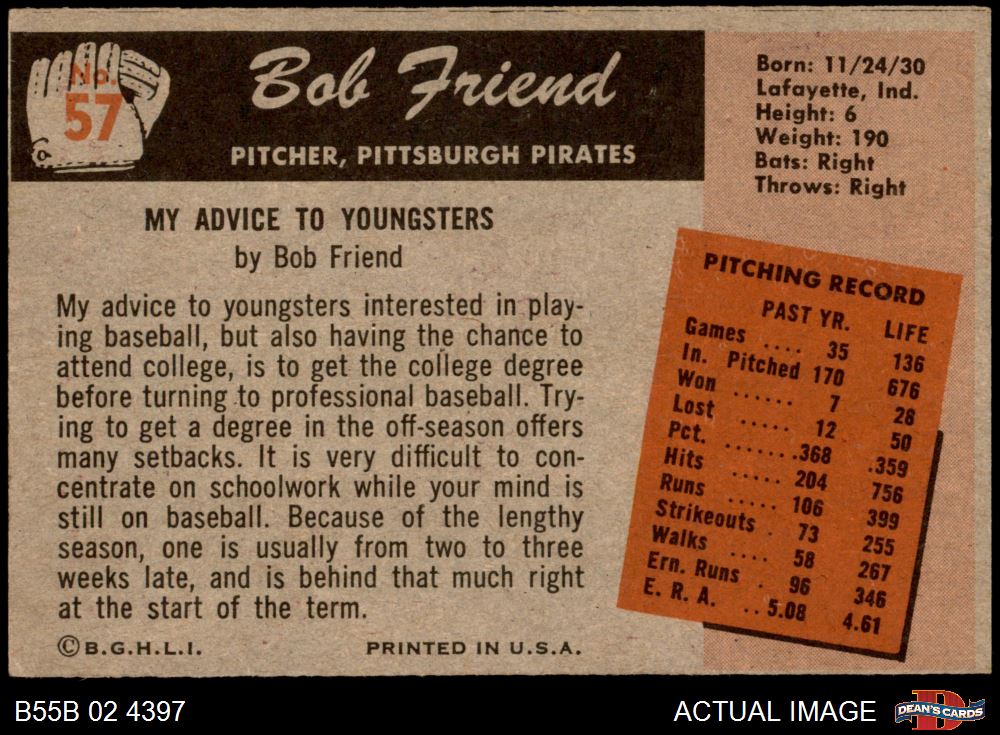 No.
57
Bob Friend
PITCHER, PITTSBURGH PIRATES
Born: 11/24/30
Lafayette, Ind.
Height: 6
Weight: 190
Bats: Right
Throws: Right
MY ADVICE TO YOUNGSTERS
by Bob Friend
My advice to youngsters interested in play-
ing baseball, but also having the chance to
attend college, is to get the college degree
before turning to professional baseball. Try-
ing to get a degree in the off-season offers
many setbacks. It is very difficult to con-
centrate on schoolwork while your mind is
still on baseball. Because of the lengthy
season, one is usually from two to three
weeks late, and is behind that much right
at the start of the term.
©B.G.H.L.I. PRINTED IN U.S.A.
PITCHING RECORD
PAST YR. LIFE
Games .... 35 136
In. Pitched 170 676
Won ...... 7 28
Lost ..... 12 50
Pct. .......368 .359
Hits ..... 204 756
Runs ..... 106 399
Strikeouts . 73 255
Walks .... 58 267
Ern. Runs . 96 346
E. R. A. .. 5.08 4.61
B55B 02 4397
ACTUAL IMAGE
D
DEAN'S CARDS